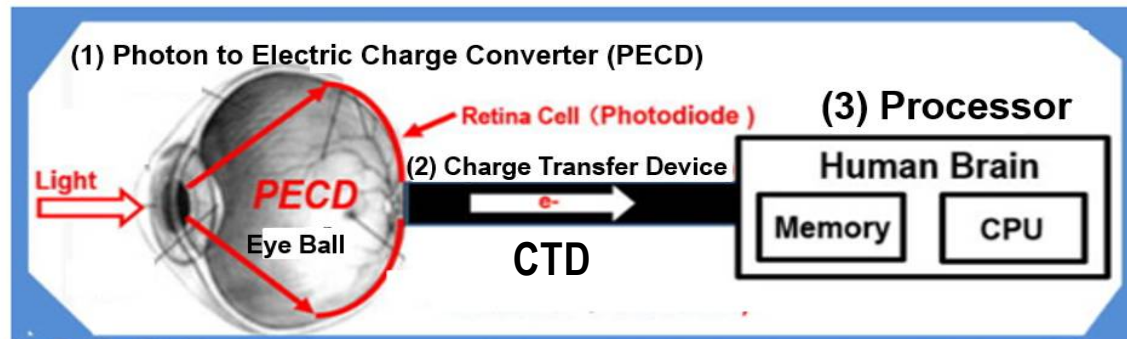 (1) Photon to Electric Charge Converter (PECD)
(3) Processor
Retina Cell (Photodiode )
(2) Charge Transfer Device
Human Brain
Light
PECD
e-
Memory
CPU
Eye Ball
CTD